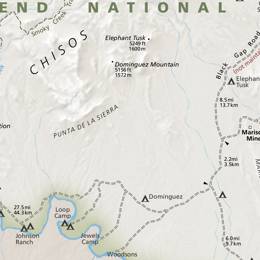 END NATIONAL
Smoky Creek
CHISOS
Elephant Tusk
5249 ft
1600 m
Dominguez Mountain
5156 ft
1572 m
PUNTA DE LA SIERRA
Black Gap Road
(not maint
Elephant
Tusk
8.5 mi
13.7 km
Marisc
Mine
2.2 mi
3.5 km
Dominguez
27.5 mi
44.3 km
Johnson
Ranch
Loop
Camp
Jewels
Camp
Woodsons
6.0 mi
9.7 km